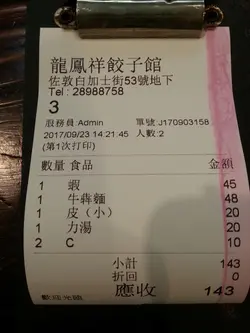 龍鳳祥餃子館
佐敦白加士街53號地下
Tel : 28988758
3
服務員:Admin 單號:J170903158
2017/09/23 14:21:45 人數:2
(第1次打印)
數量 食品 金額
1 蝦 45
1 牛犇麵 48
1 皮（小） 20
1 力湯 20
2 C 10
小計 143
折回 0
應收 143
歡迎光臨